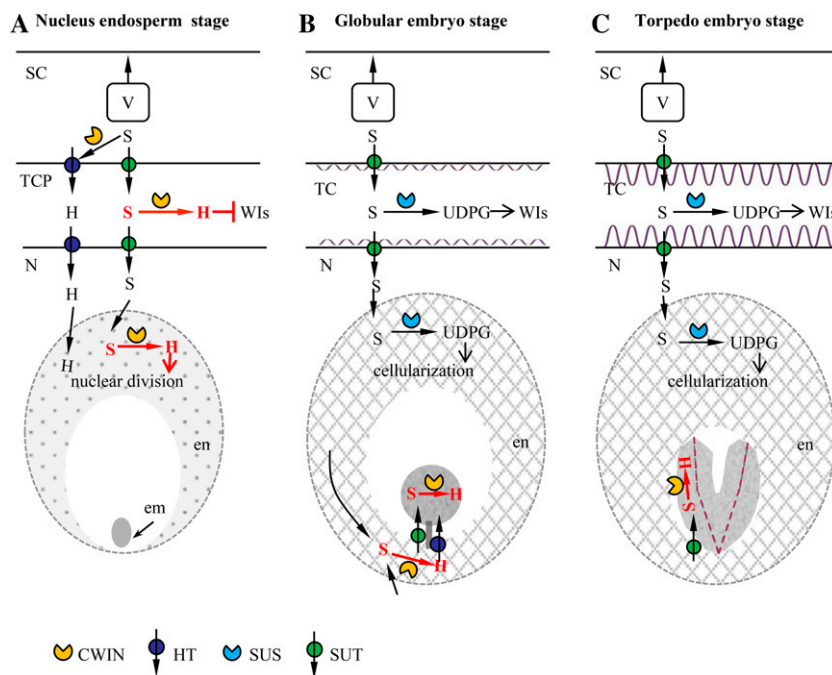 A Nucleus endosperm stage
B Globular embryo stage
C Torpedo embryo stage
SC
V
S
TCP
H
S H WIs
N
H
S
S H
H
nuclear division
en
em
SC
V
S
TC
S UDPG WIs
N
S
S UDPG
cellularization
en
S H
S
H
SC
V
S
TC
S UDPG WIs
N
S
S UDPG
cellularization
en
H
S
CWIN HT SUS SUT